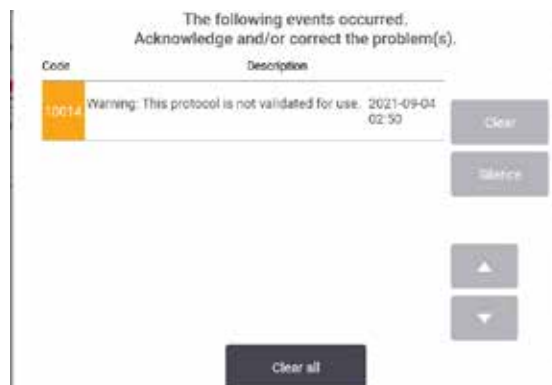 The following events occurred.
Acknowledge and/or correct the problem(s).
Code Description
10014 Warning: This protocol is not validated for use. 2021-09-04
02:50
Clear
Silence
Clear all